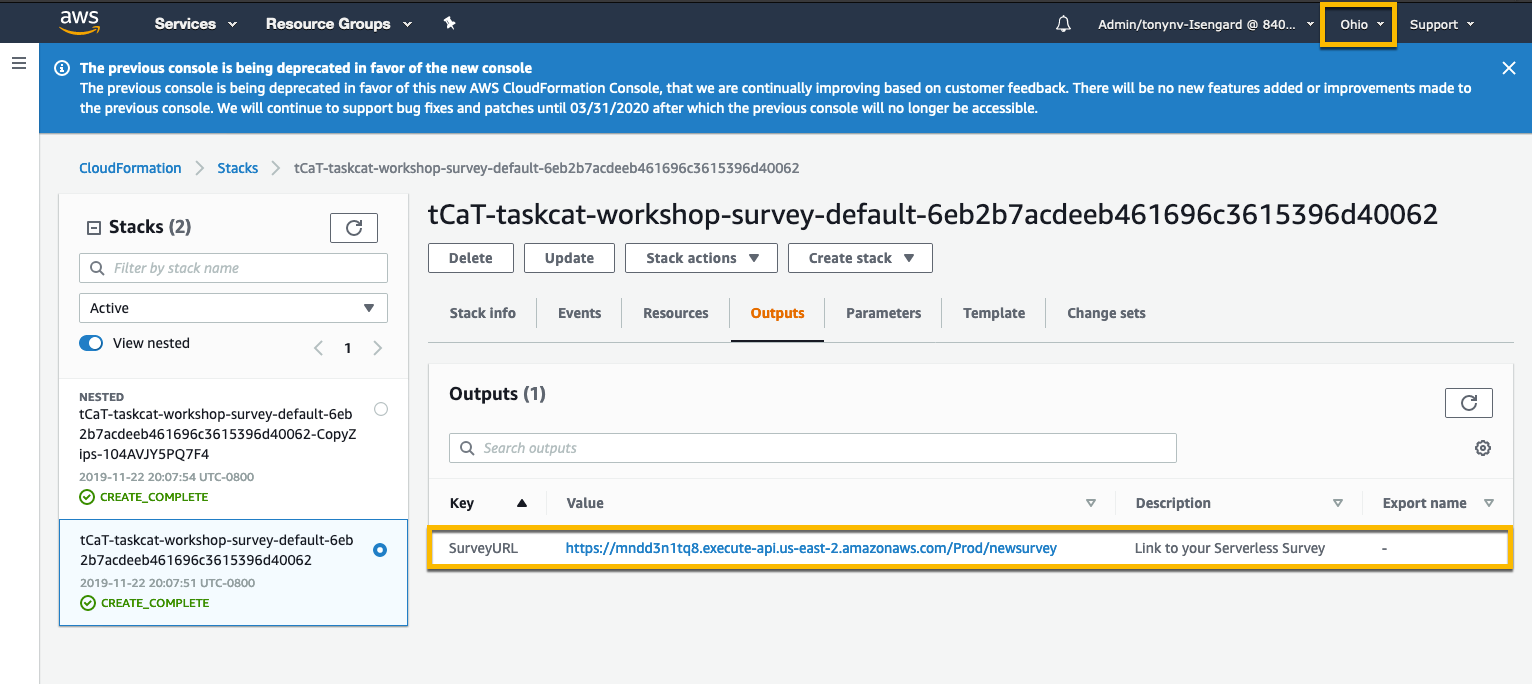 aws Services Resource Groups Admin/tonynv-Isengard @ 840... Ohio Support
The previous console is being deprecated in favor of the new console
The previous console is being deprecated in favor of this new AWS CloudFormation Console, that we are continually improving based on customer feedback. There will be no new features added or improvements made to
the previous console. We will continue to support bug fixes and patches until 03/31/2020 after which the previous console will no longer be accessible.
CloudFormation Stacks tCaT-taskcat-workshop-survey-default-6eb2b7acdeeb461696c3615396d40062
Stacks (2)
Filter by stack name
Active
View nested 1
NESTED
tCaT-taskcat-workshop-survey-default-6eb
2b7acdeeb461696c3615396d40062-CopyZ
ips-104AVJY5PQ7F4
2019-11-22 20:07:54 UTC-0800
CREATE_COMPLETE
tCaT-taskcat-workshop-survey-default-6eb
2b7acdeeb461696c3615396d40062
2019-11-22 20:07:51 UTC-0800
CREATE_COMPLETE
tCaT-taskcat-workshop-survey-default-6eb2b7acdeeb461696c3615396d40062
Delete Update Stack actions Create stack
Stack info Events Resources Outputs Parameters Template Change sets
Outputs (1)
Search outputs
Key Value Description Export name
SurveyURL https://mndd3n1tq8.execute-api.us-east-2.amazonaws.com/Prod/newsurvey Link to your Serverless Survey -